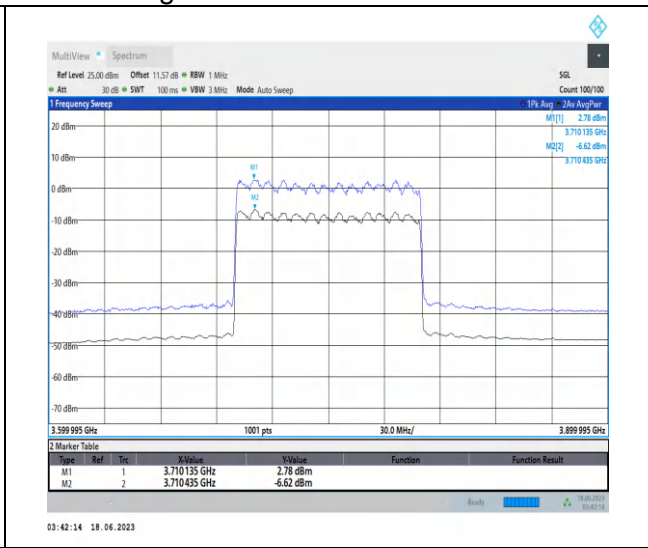 MultiView Spectrum
Ref Level 25.00 dBm Offset 11.57 dB RBW 1 MHz SGL
Att 30 dB SWT 100 ms VBW 3 MHz Mode Auto Sweep Count 100/100
1 Frequency Sweep 1Pk Avg 2Av AvgPwr
M1[1] 2.78 dBm
3.710 135 GHz
M2[2] -6.62 dBm
3.710 435 GHz
20 dBm
10 dBm
M1
0 dBm
M2
-10 dBm
-20 dBm
-30 dBm
-40 dBm
-50 dBm
-60 dBm
-70 dBm
3.599 995 GHz 1001 pts 30.0 MHz/ 3.899 995 GHz
2 Marker Table
Type Ref Trc X-Value Y-Value Function Function Result
M1 1 3.710 135 GHz 2.78 dBm
M2 2 3.710 435 GHz -6.62 dBm
Ready 18.06.2023
03:42:14
03:42:14 18.06.2023